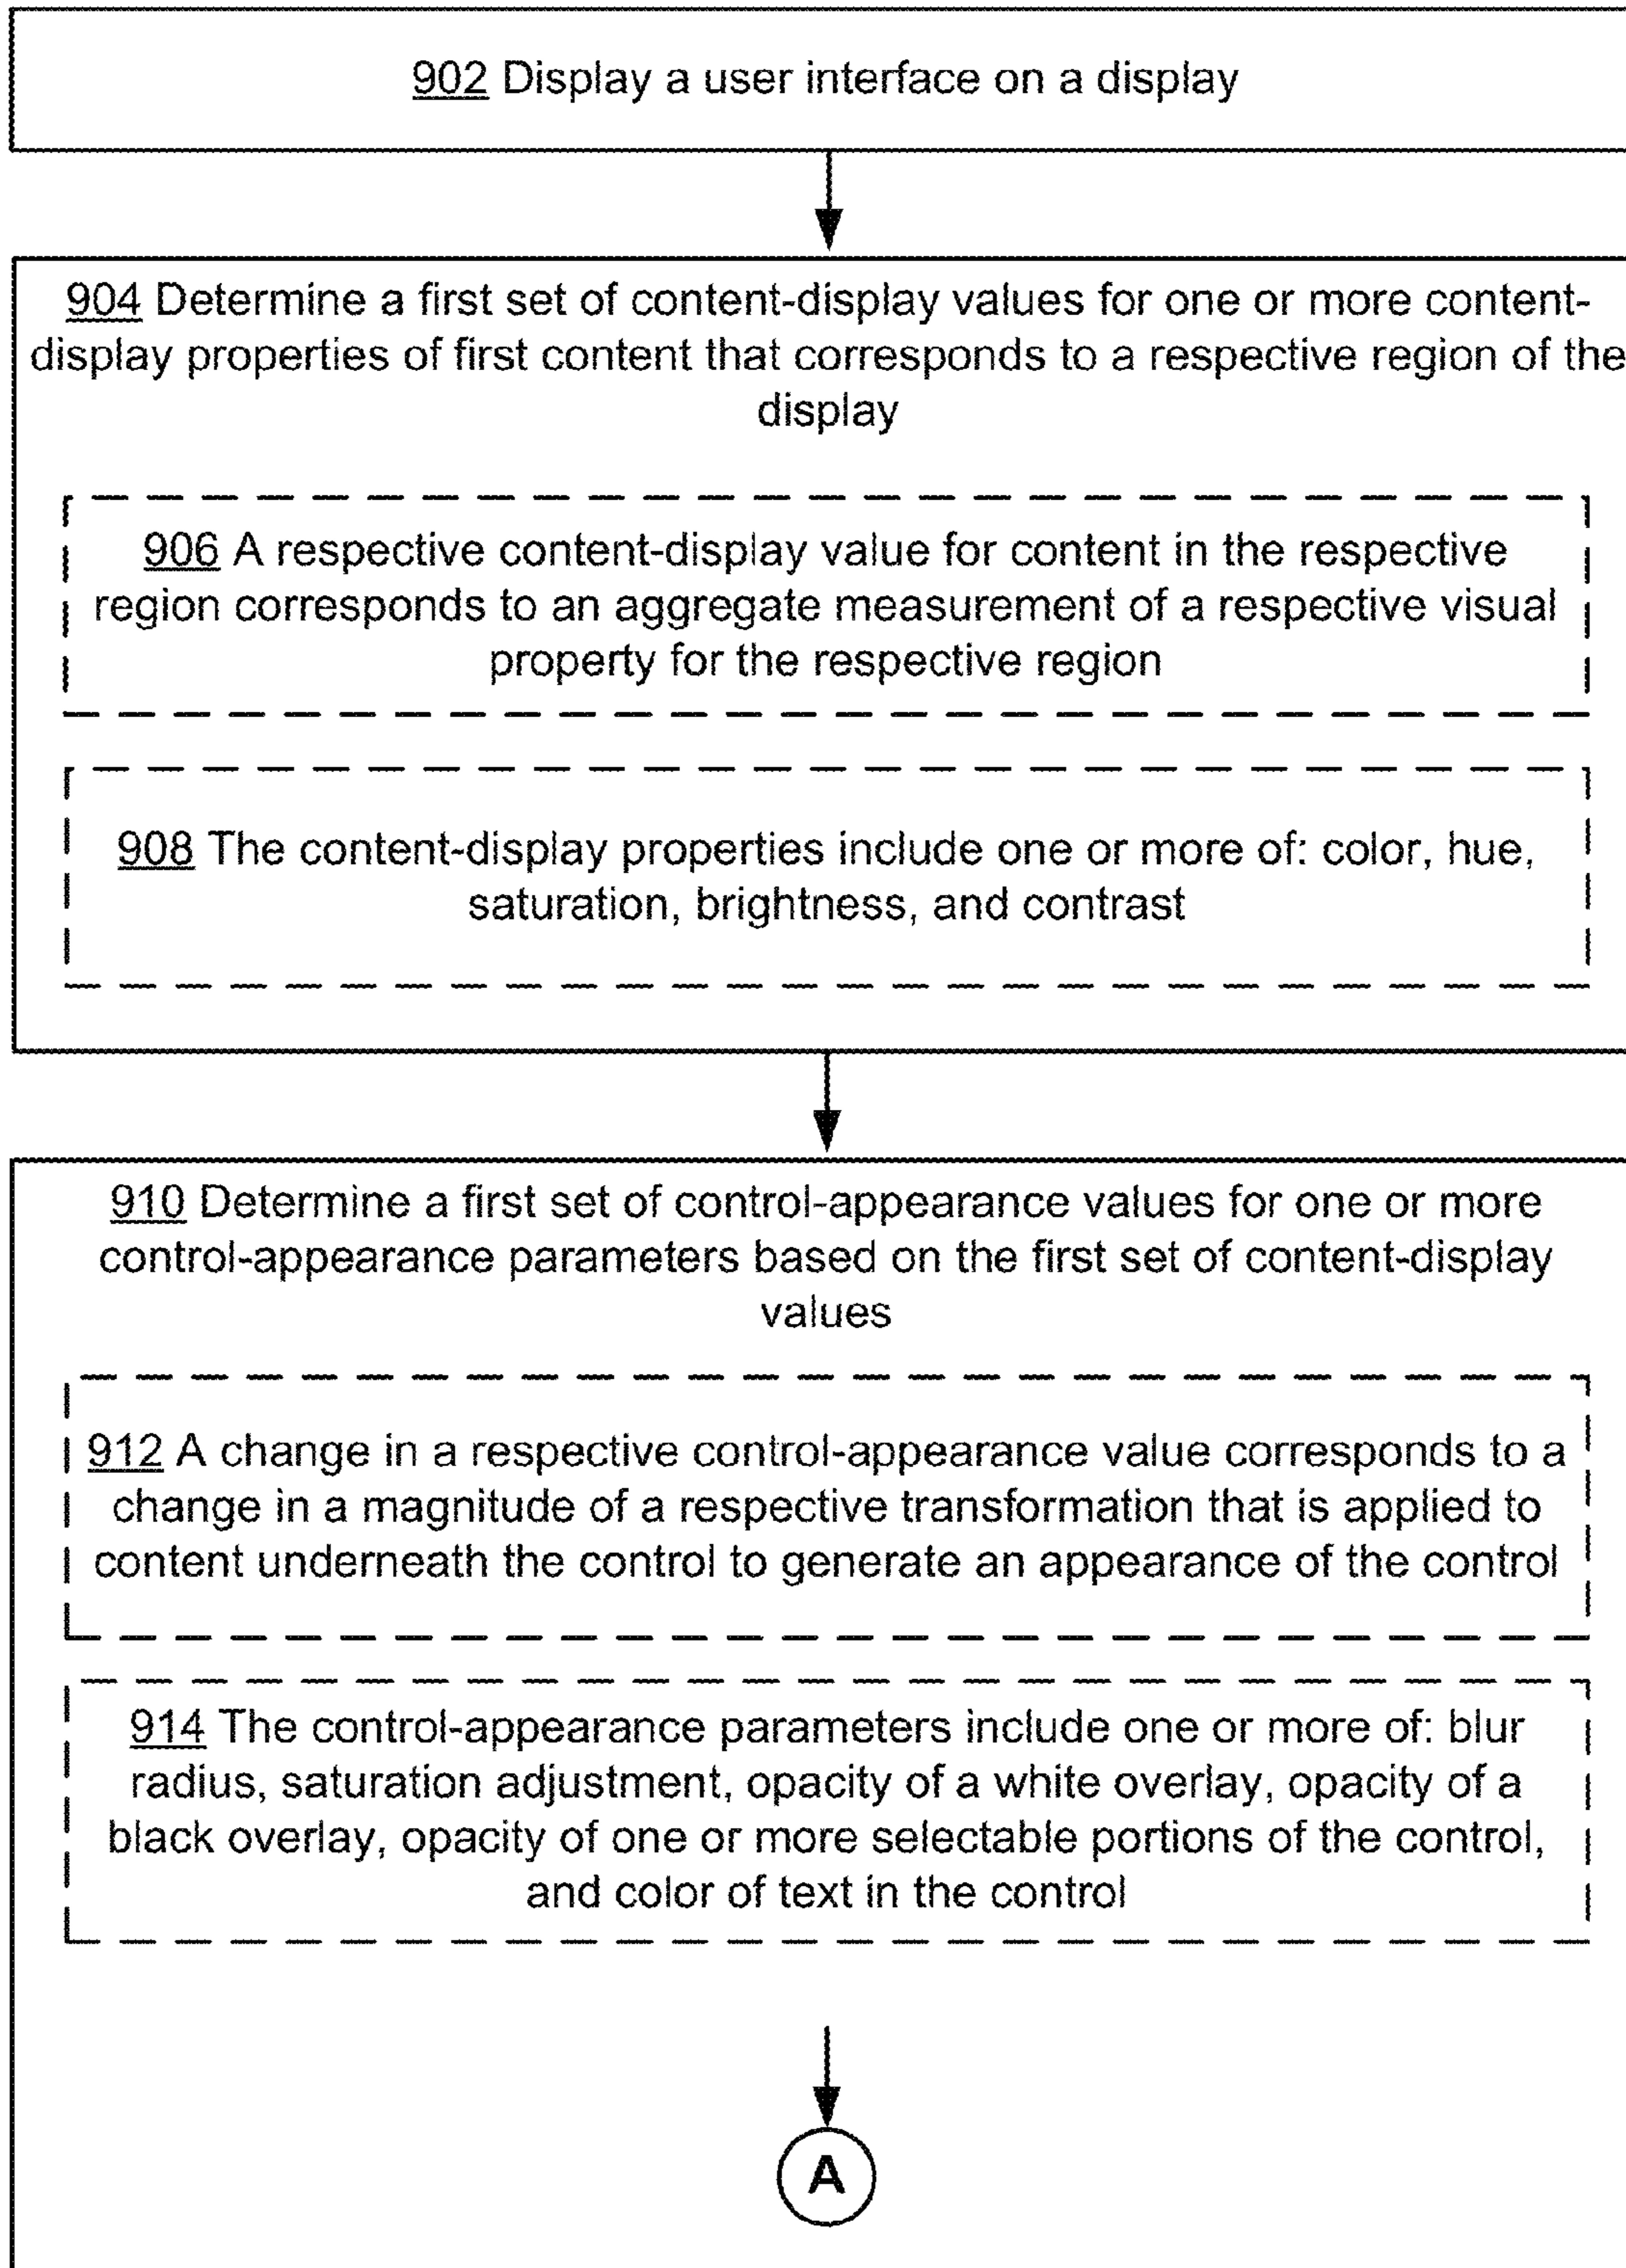 902 Display a user interface on a display
904 Determine a first set of content-display values for one or more content-
display properties of first content that corresponds to a respective region of the
display
906 A respective content-display value for content in the respective
region corresponds to an aggregate measurement of a respective visual
property for the respective region
908 The content-display properties include one or more of: color, hue,
saturation, brightness, and contrast
910 Determine a first set of control-appearance values for one or more
control-appearance parameters based on the first set of content-display
values
912 A change in a respective control-appearance value corresponds to a
change in a magnitude of a respective transformation that is applied to
content underneath the control to generate an appearance of the control
914 The control-appearance parameters include one or more of: blur
radius, saturation adjustment, opacity of a white overlay, opacity of a
black overlay, opacity of one or more selectable portions of the control,
and color of text in the control
A